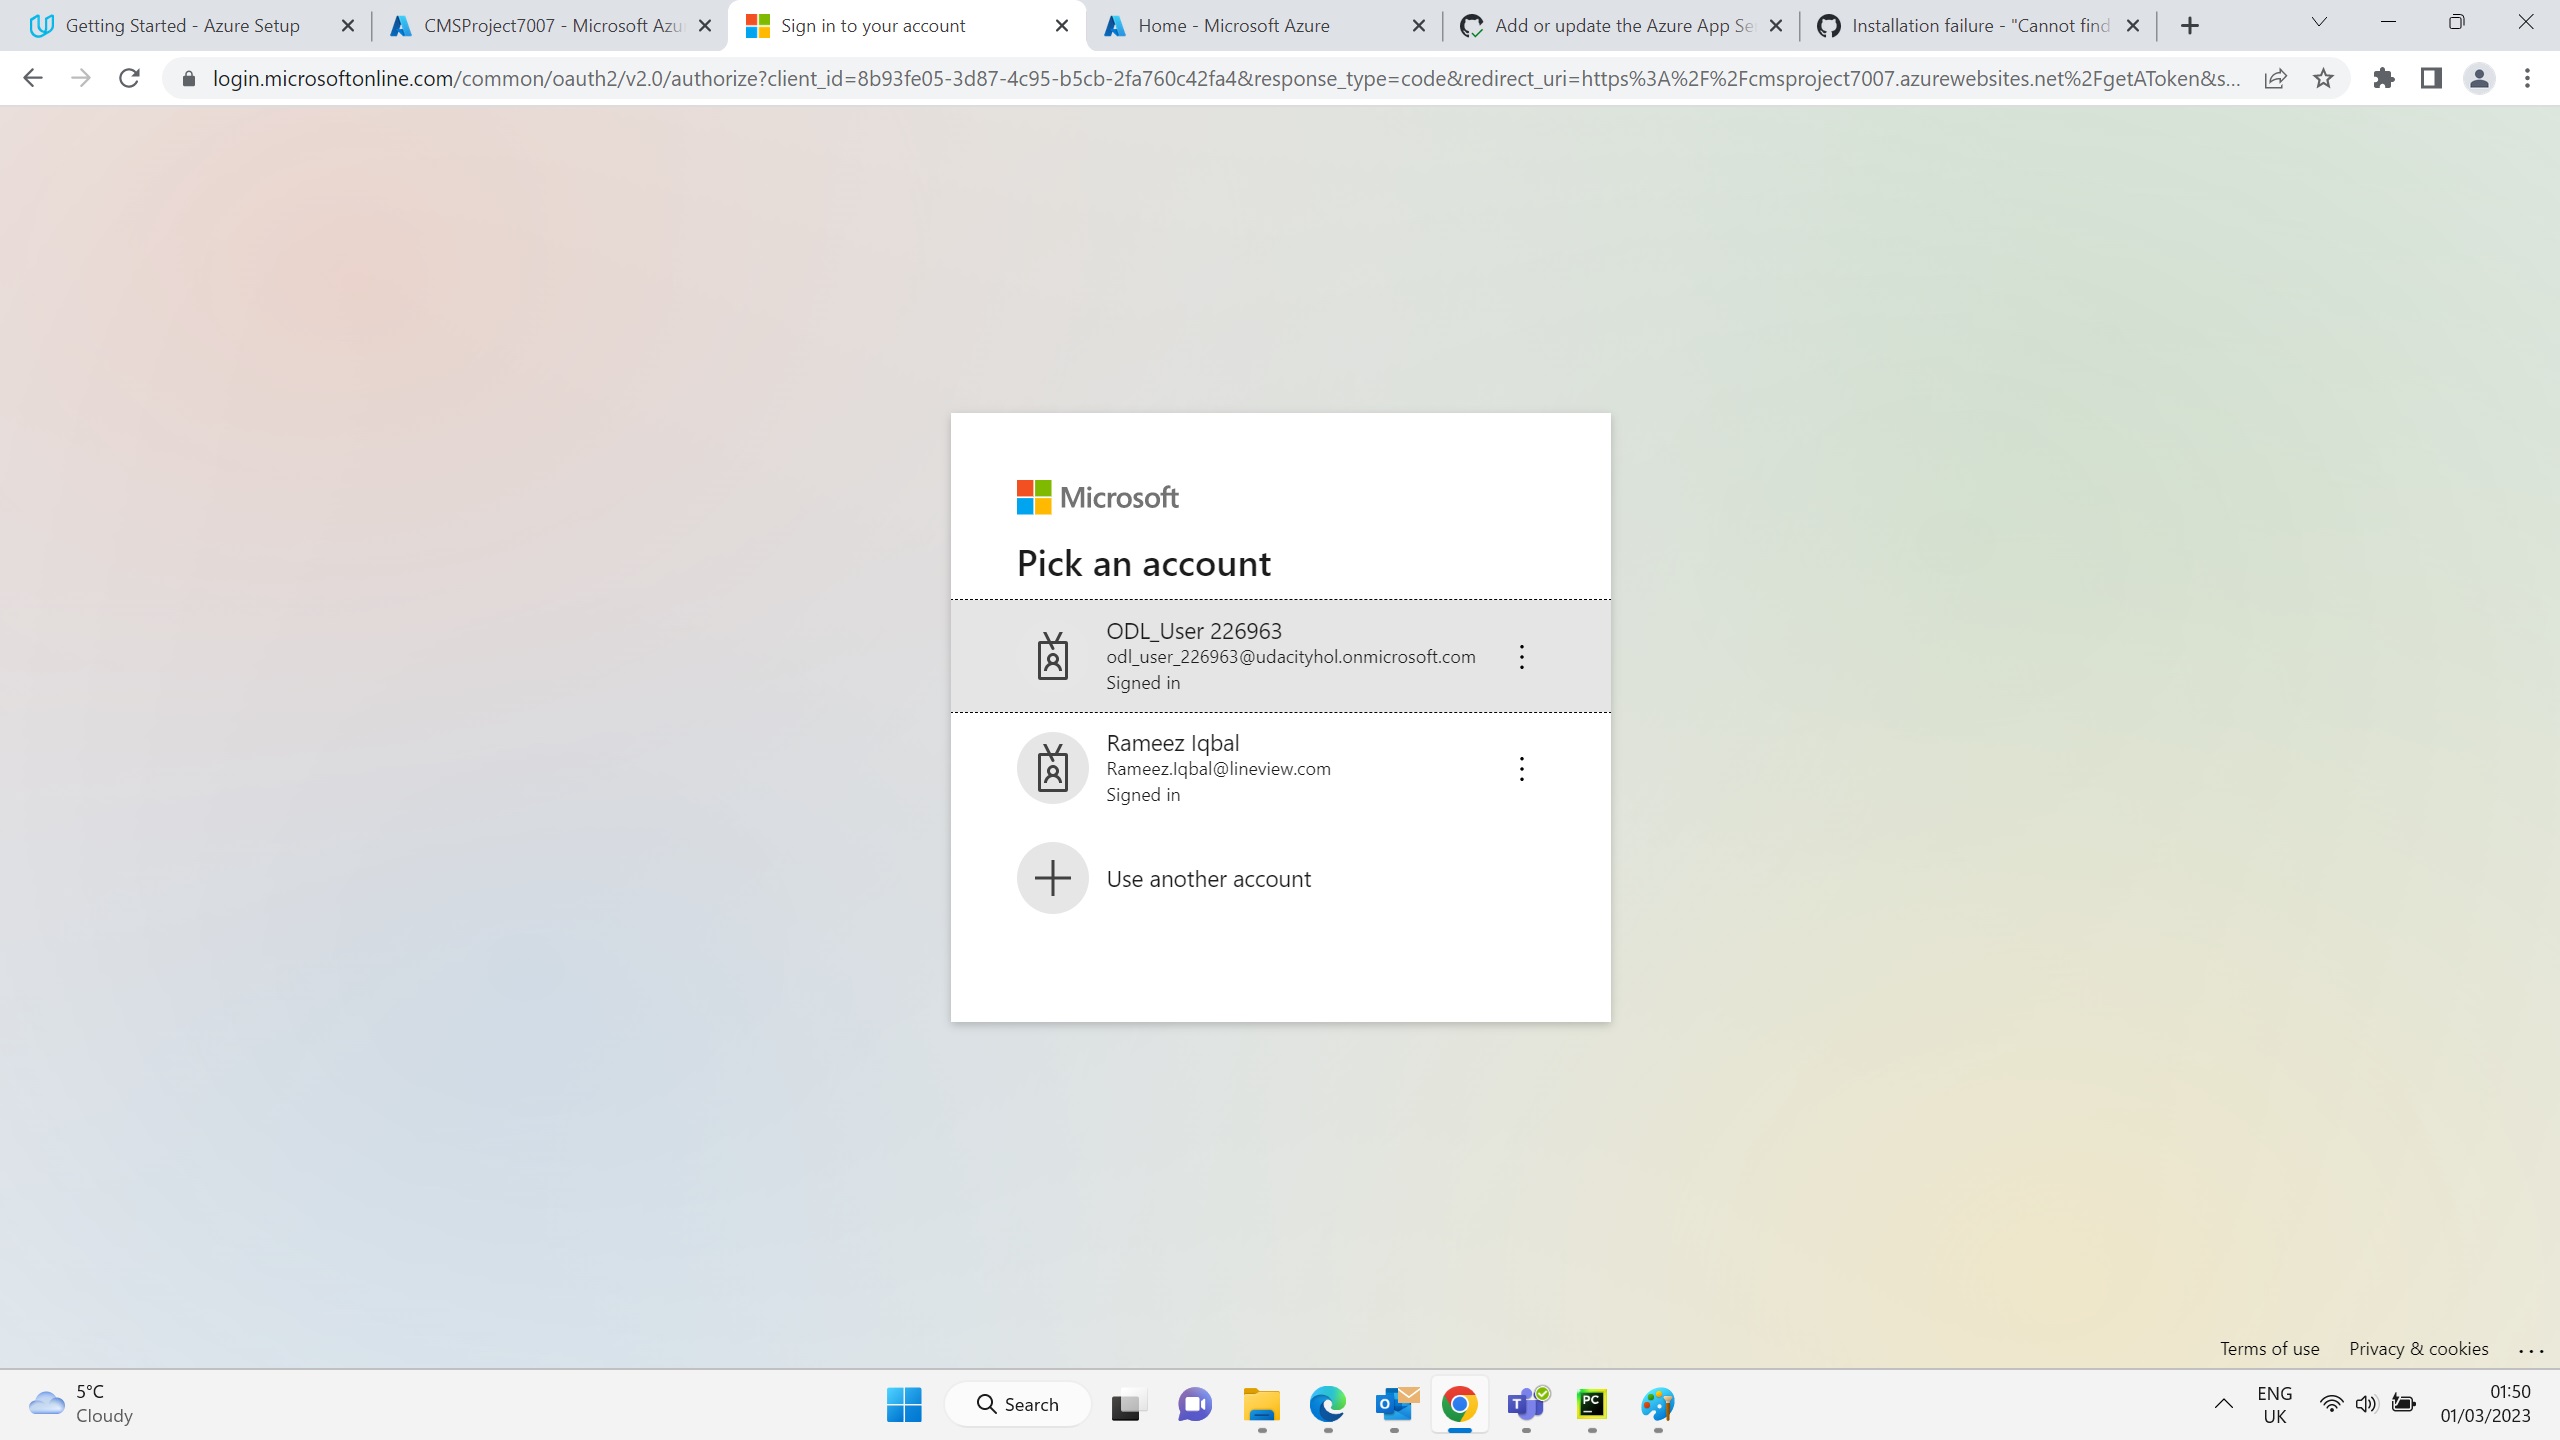 Getting Started - Azure Setup
CMSProject7007 - Microsoft Azu
Sign in to your account
Home - Microsoft Azure
Add or update the Azure App Se
Installation failure - "Cannot find
login.microsoftonline.com/common/oauth2/v2.0/authorize?client_id=8b93fe05-3d87-4c95-b5cb-2fa760c42fa4&response_type=code&redirect_uri=https%3A%2F%2Fcmsproject7007.azurewebsites.net%2FgetAToken&s...
Microsoft
Pick an account
ODL_User 226963
odl_user_226963@udacityhol.onmicrosoft.com
Signed in
Rameez Iqbal
Rameez.Iqbal@lineview.com
Signed in
Use another account
Terms of use
Privacy & cookies
...
5°C
Cloudy
Search
PC
ENG
UK
01:50
01/03/2023